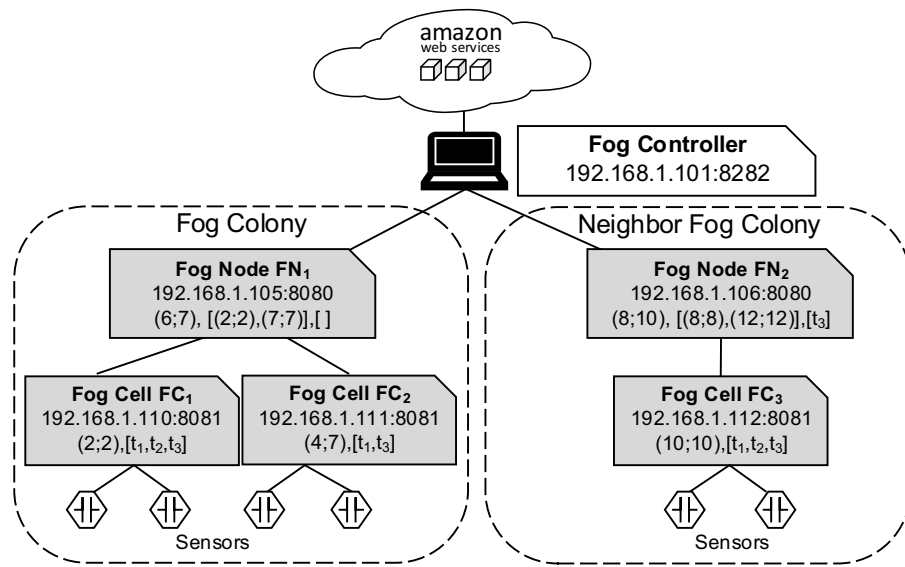 amazon
web services
Fog Controller
192.168.1.101:8282
Fog Colony
Fog Node FN₁
192.168.1.105:8080
(6;7), [(2;2),(7;7)],[ ]
Fog Cell FC₁
192.168.1.110:8081
(2;2),[t₁,t₂,t₃]
Fog Cell FC₂
192.168.1.111:8081
(4;7),[t₁,t₃]
Sensors
Neighbor Fog Colony
Fog Node FN₂
192.168.1.106:8080
(8;10), [(8;8),(12;12)],[t₃]
Fog Cell FC₃
192.168.1.112:8081
(10;10),[t₁,t₂,t₃]
Sensors